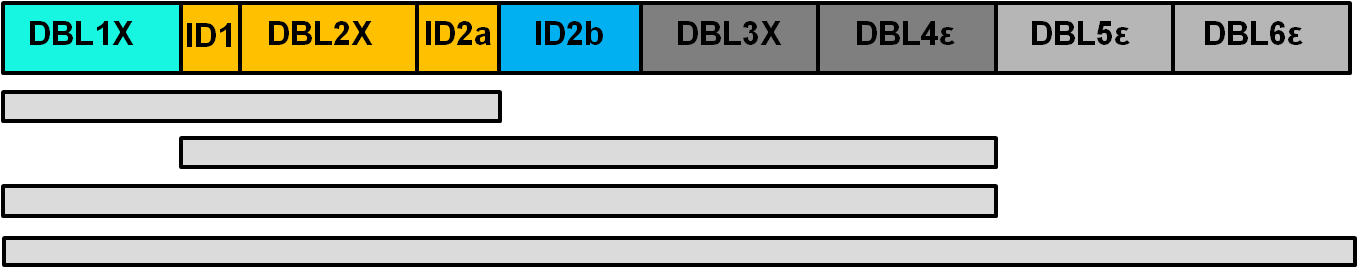 DBL1X ID1 DBL2X ID2a ID2b DBL3X DBL4ε DBL5ε DBL6ε